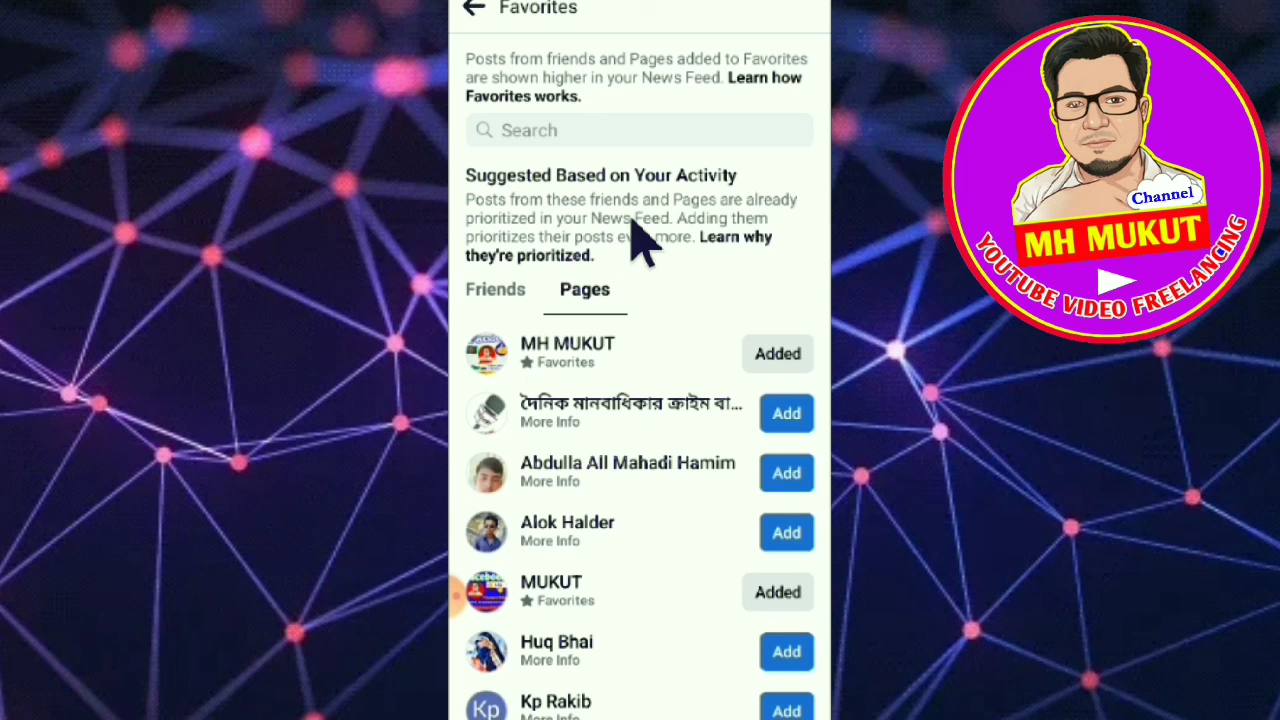 Favorites
Posts from friends and Pages added to Favorites
are shown higher in your News Feed. Learn how
Favorites works.
Search
Suggested Based on Your Activity
Posts from these friends and Pages are already
prioritized in your News Feed. Adding them
prioritizes their posts even more. Learn why
they're prioritized.
Friends Pages
MH MUKUT
Favorites
Added
দৈনিক মানবাধিকার ক্রাইম বা...
More Info
Add
Abdulla All Mahadi Hamim
More Info
Add
Alok Halder
More Info
Add
MUKUT
Favorites
Added
Huq Bhai
More Info
Add
Kp
Kp Rakib
More Info
Add
Channel
MH MUKUT
YOUTUBE VIDEO FREELANCING